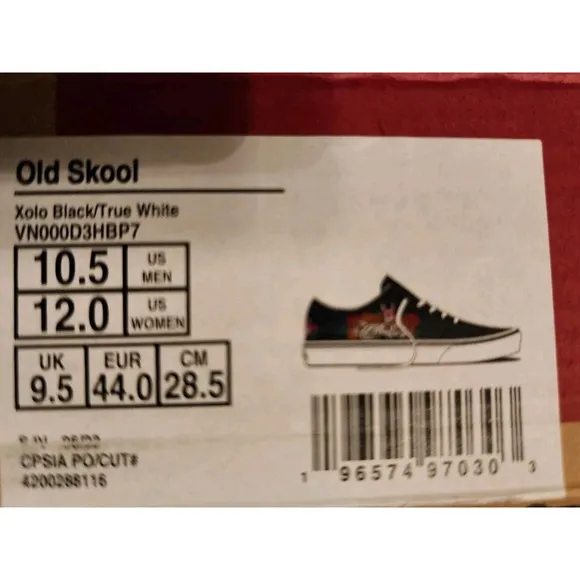 Old Skool
Xolo Black/True White
VN000D3HBP7
10.5 US MEN
12.0 US WOMEN
UK EUR CM
9.5 44.0 28.5
CPSIA PO/CUT#
4200288116
1 96574 97030 3